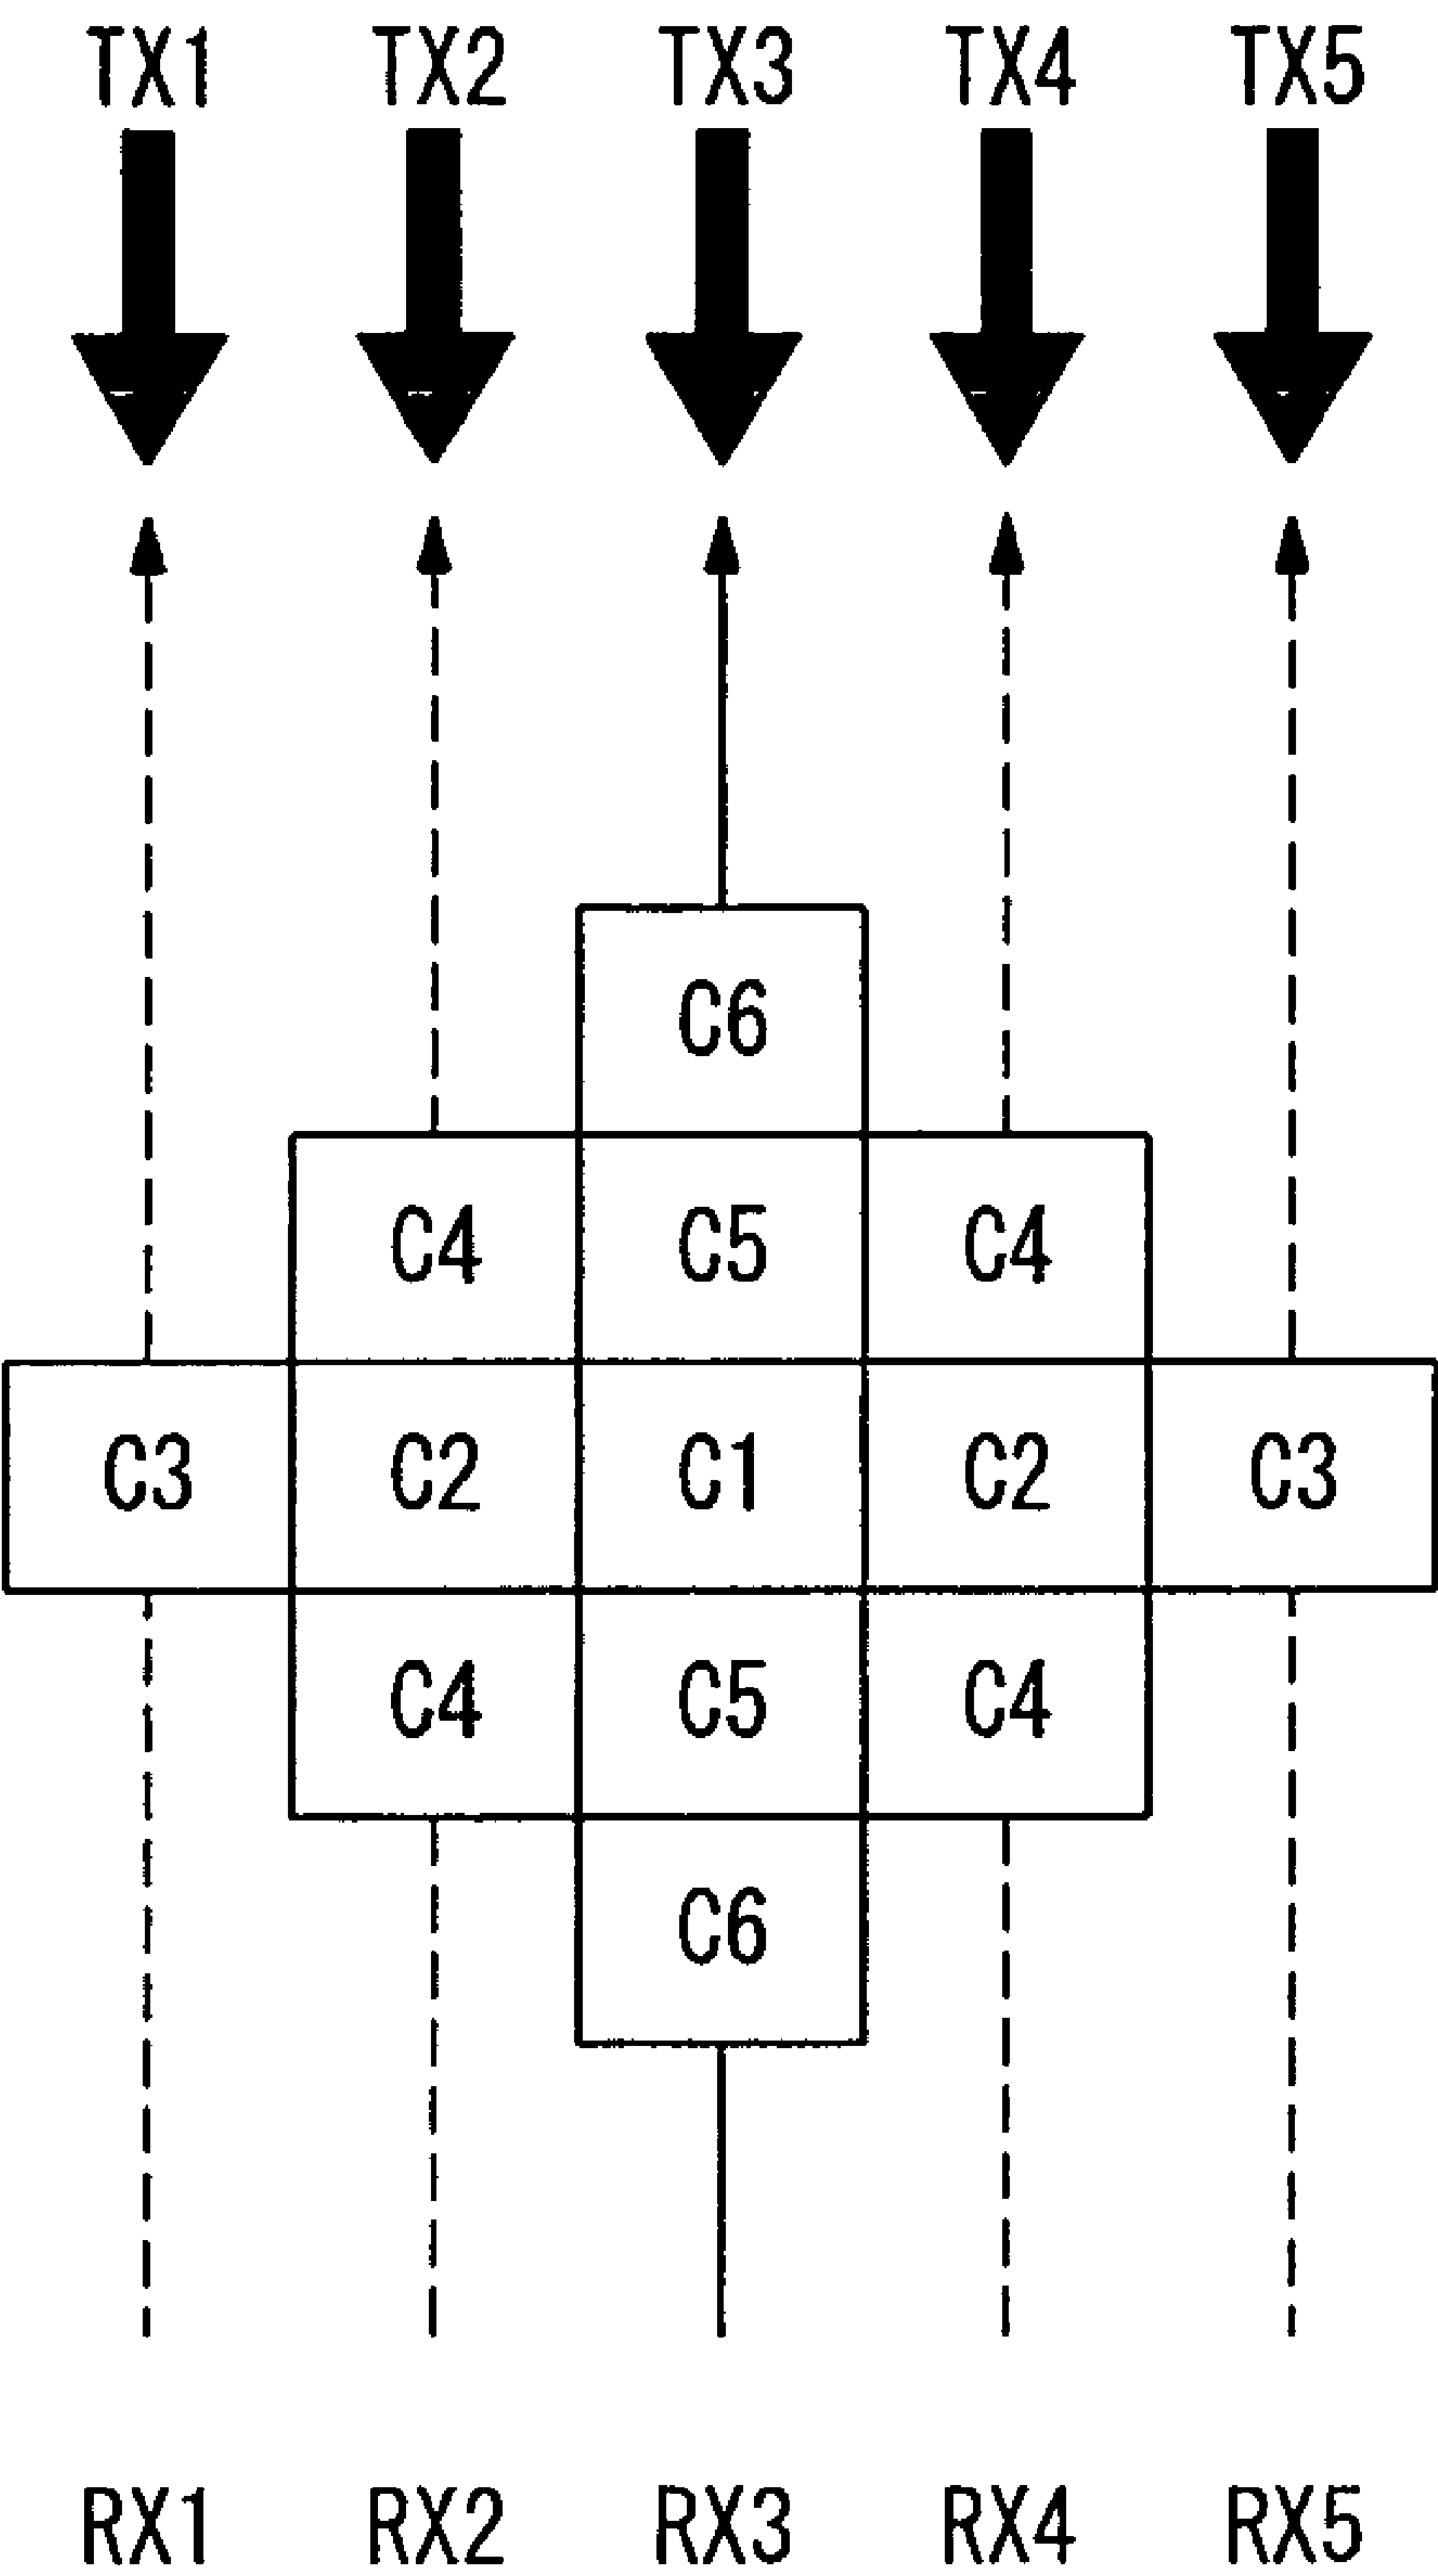 TX1 TX2 TX3 TX4 TX5
C6
C4 C5 C4
C3 C2 C1 C2 C3
C4 C5 C4
C6
RX1 RX2 RX3 RX4 RX5